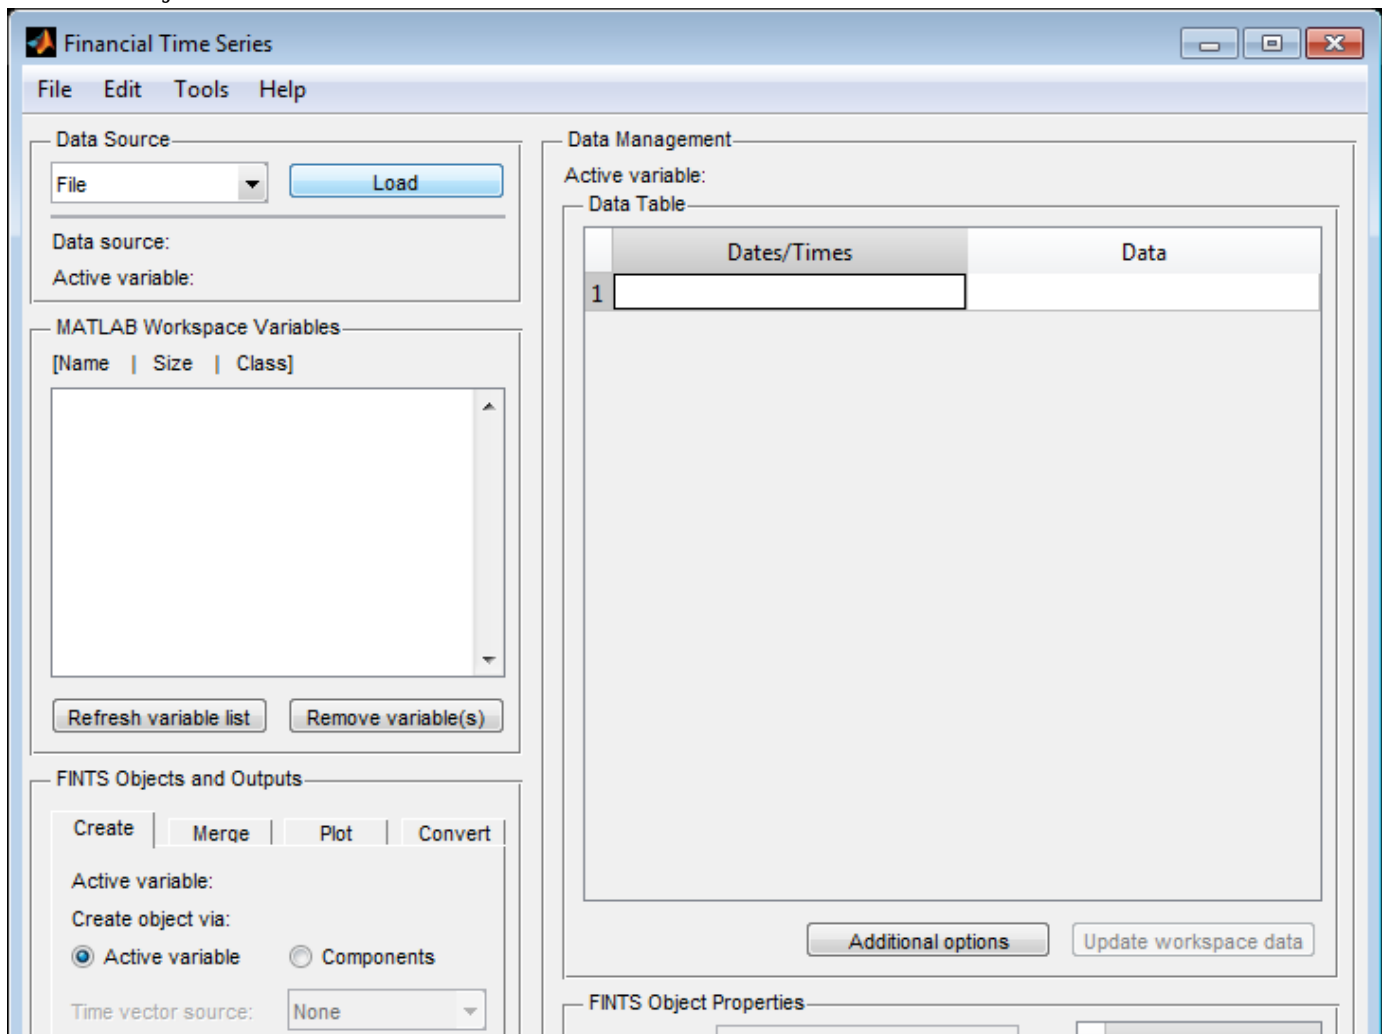 Financial Time Series
File Edit Tools Help
Data Source
File Load
Data source:
Active variable:
MATLAB Workspace Variables
[Name | Size | Class]
Refresh variable list Remove variable(s)
FINTS Objects and Outputs
Create Merge Plot Convert
Active variable:
Create object via:
Active variable Components
Time vector source: None
Data Management
Active variable:
Data Table
Dates/Times Data
1
Additional options Update workspace data
FINTS Object Properties